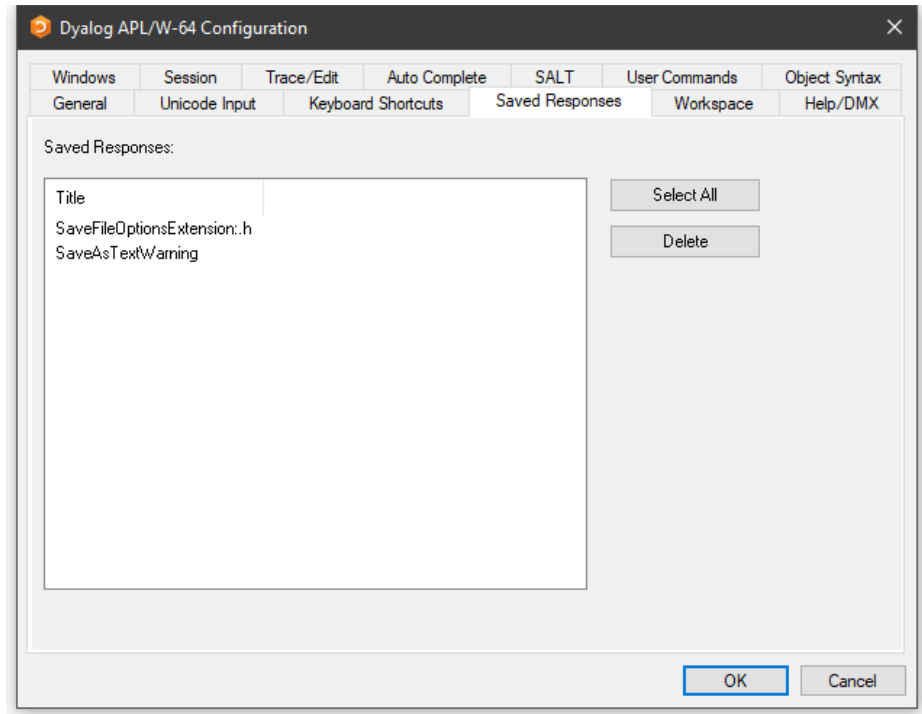 Dyalog APL/W-64 Configuration
Windows Session Trace/Edit Auto Complete SALT User Commands Object Syntax
General Unicode Input Keyboard Shortcuts Saved Responses Workspace Help/DMX
Saved Responses:
Title
SaveFileOptionsExtension:.h
SaveAsTextWarning
Select All
Delete
OK Cancel